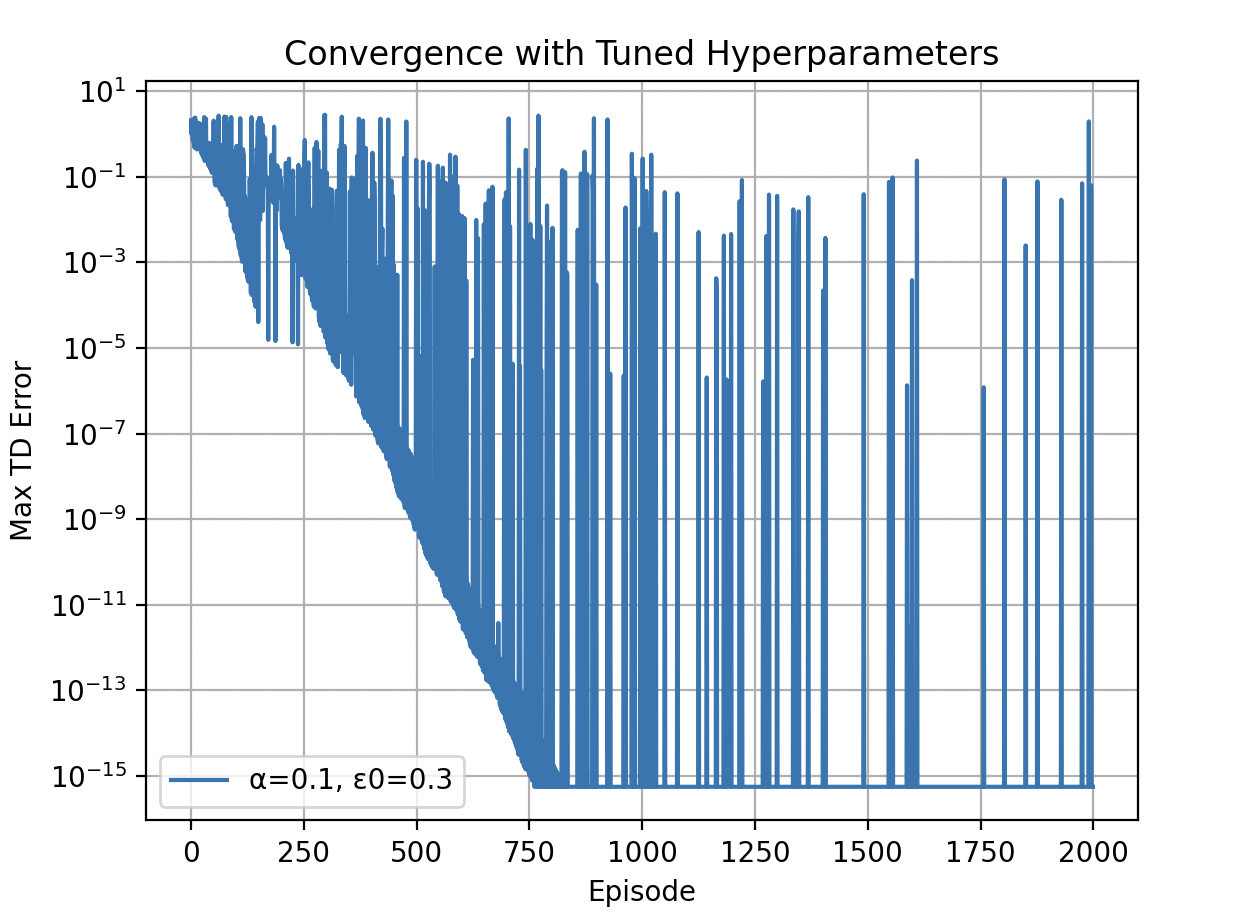 Convergence with Tuned Hyperparameters
Max TD Error
10¹
10⁻¹
10⁻³
10⁻⁵
10⁻⁷
10⁻⁹
10⁻¹¹
10⁻¹³
10⁻¹⁵
α=0.1, ε0=0.3
0 250 500 750 1000 1250 1500 1750 2000
Episode